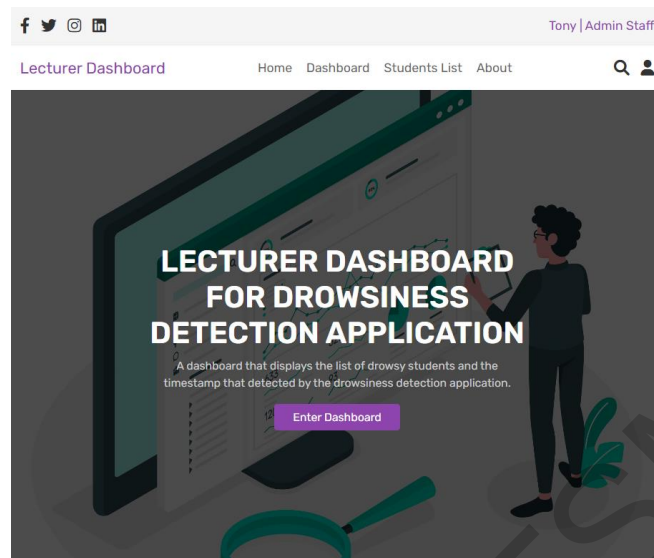 Tony | Admin Staff
Lecturer Dashboard
Home Dashboard Students List About
LECTURER DASHBOARD
FOR DROWSINESS
DETECTION APPLICATION
A dashboard that displays the list of drowsy students and the
timestamp that detected by the drowsiness detection application.
Enter Dashboard